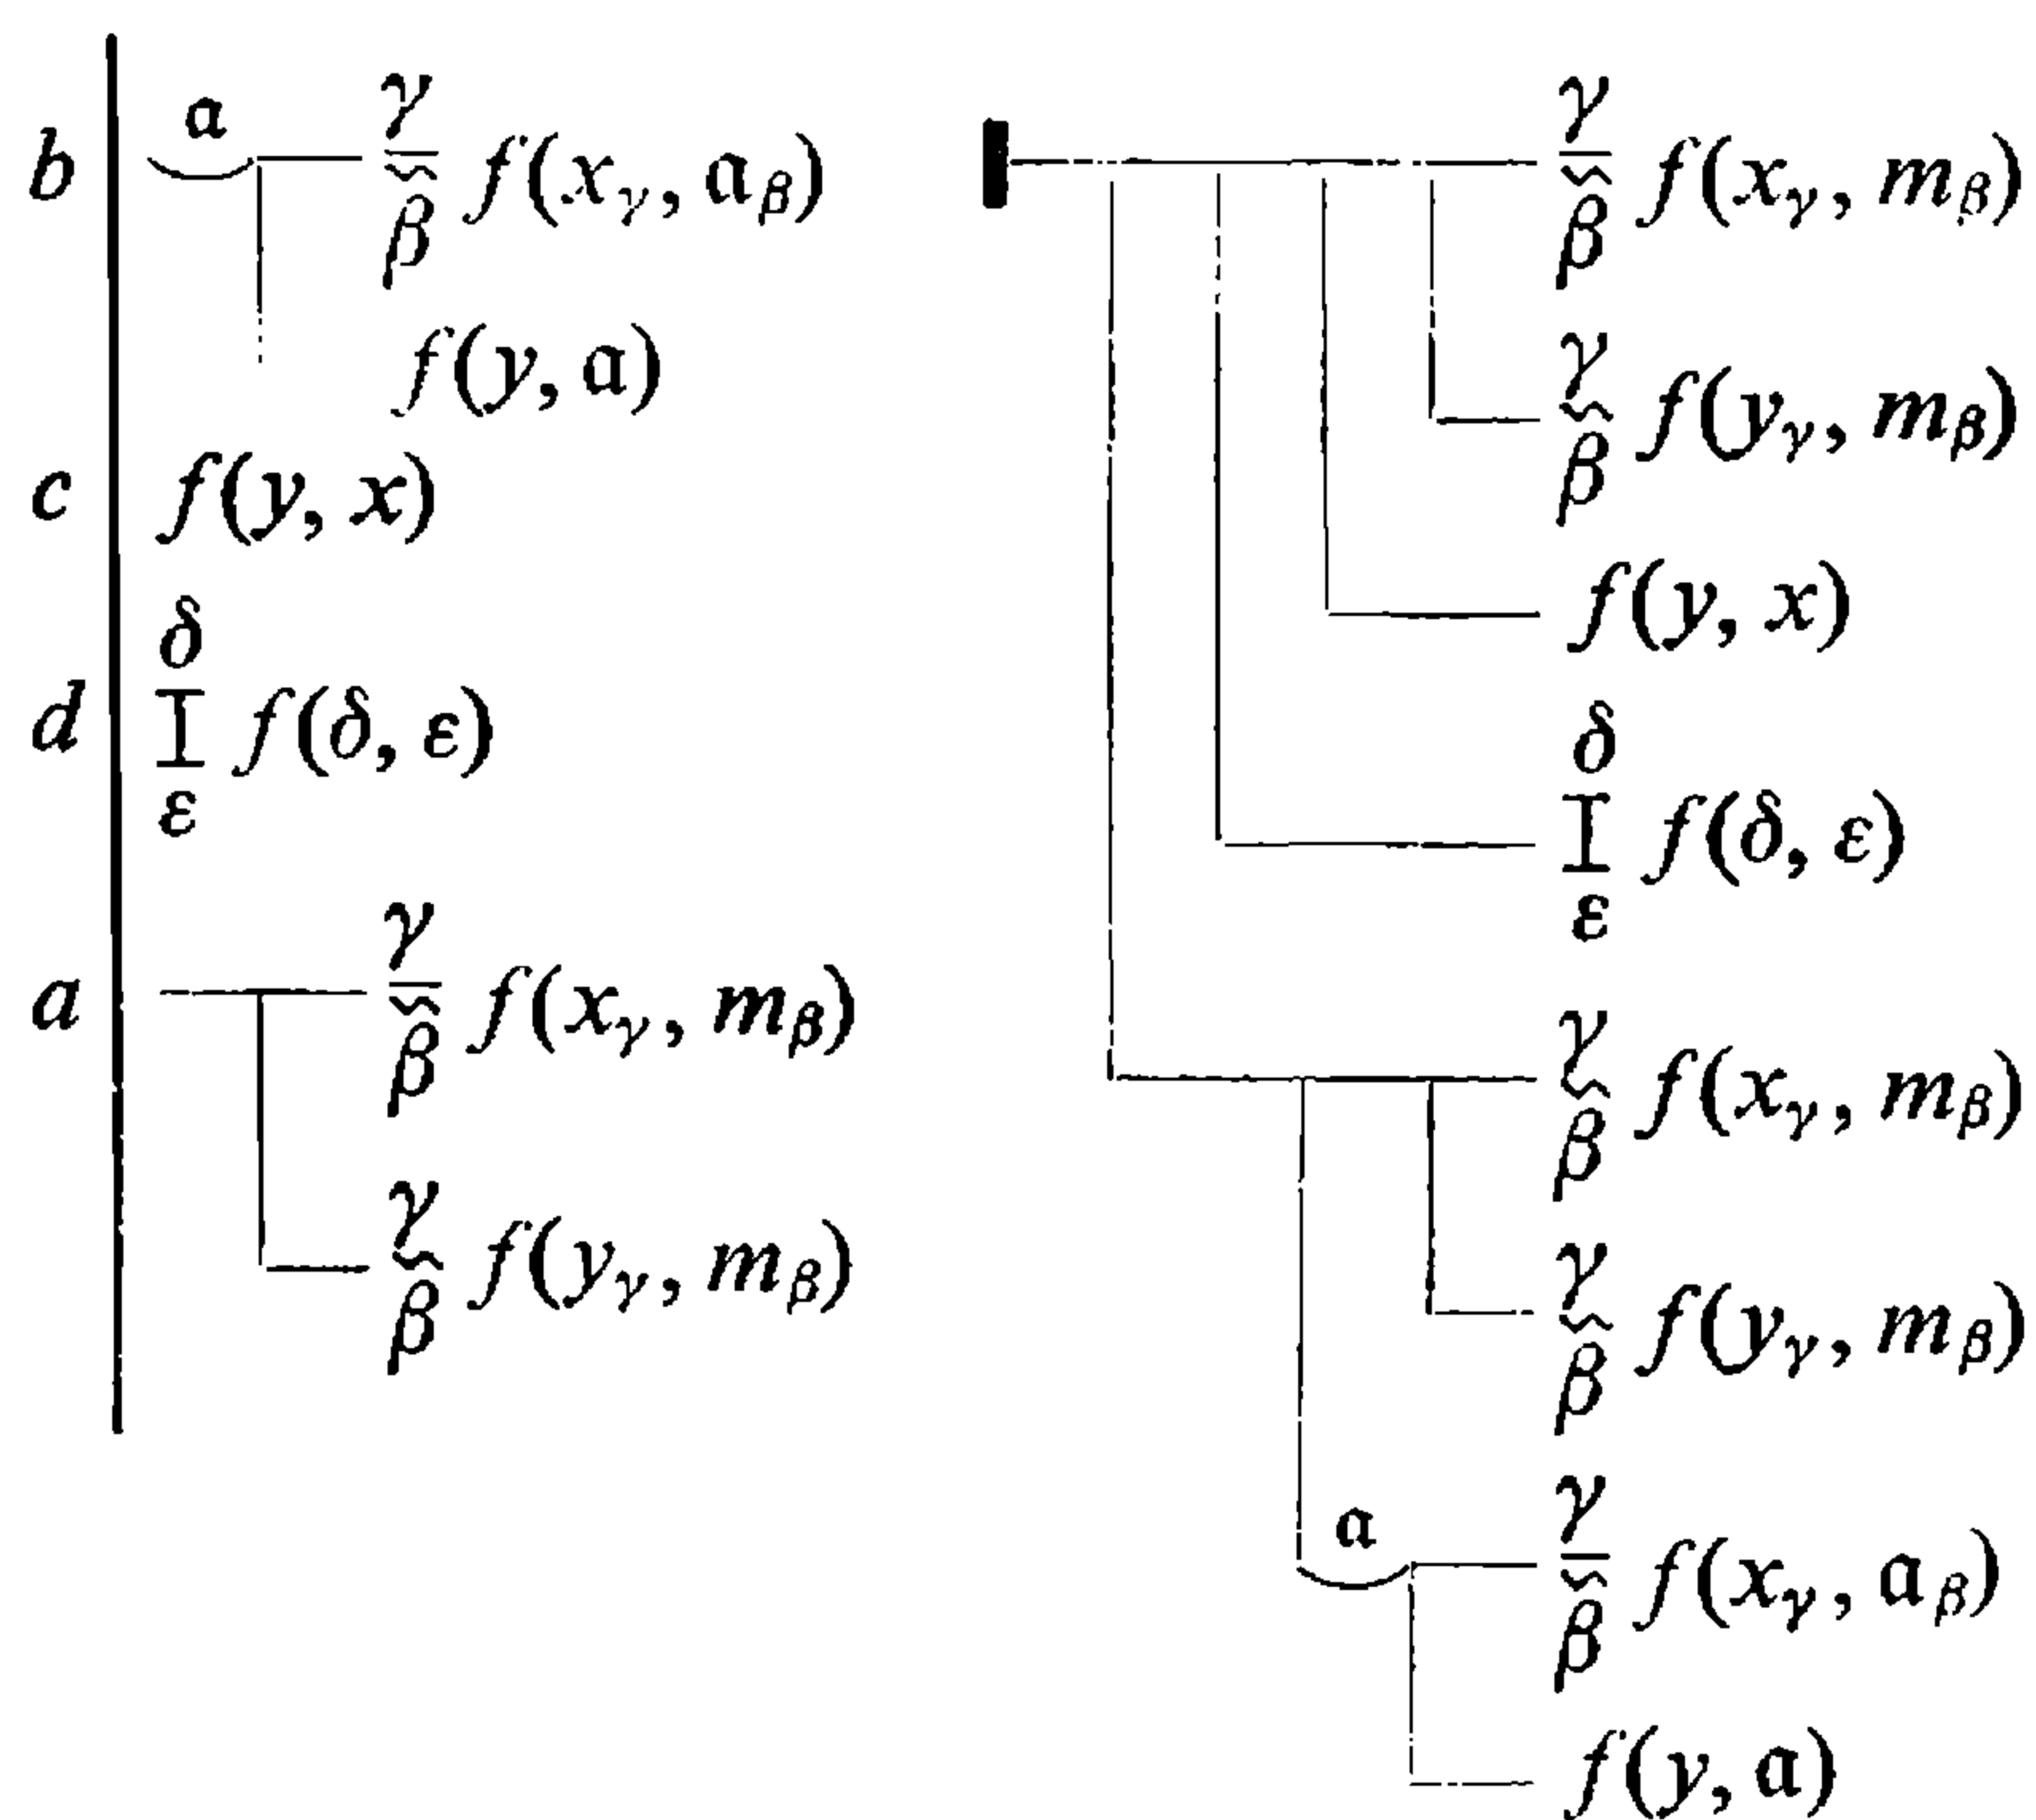 𝔞
b γ/β f(x_γ, 𝔞_β)
f(y, 𝔞)
c f(y, x)
δ
d I f(δ, ε)
ε
a γ/β f(x_γ, m_β)
γ/β f(y_γ, m_β)
γ/β f(x_γ, m_β)
γ/β f(y_γ, m_β)
f(y, x)
δ
I f(δ, ε)
ε
γ/β f(x_γ, m_β)
γ/β f(y_γ, m_β)
𝔞
γ/β f(x_γ, 𝔞_β)
f(y, 𝔞)